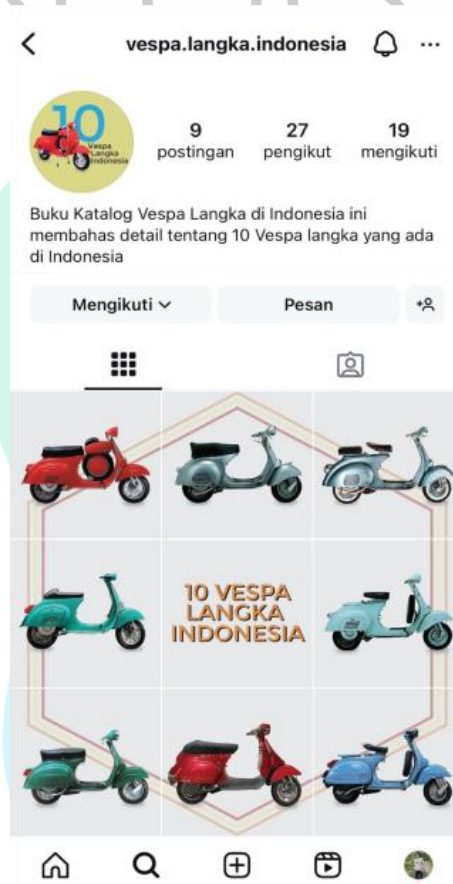 vespa.langka.indonesia
10
Vespa
Langka
Indonesia
9 27 19
postingan pengikut mengikuti
Buku Katalog Vespa Langka di Indonesia ini
membahas detail tentang 10 Vespa langka yang ada
di Indonesia
Mengikuti Pesan
10 VESPA
LANGKA
INDONESIA